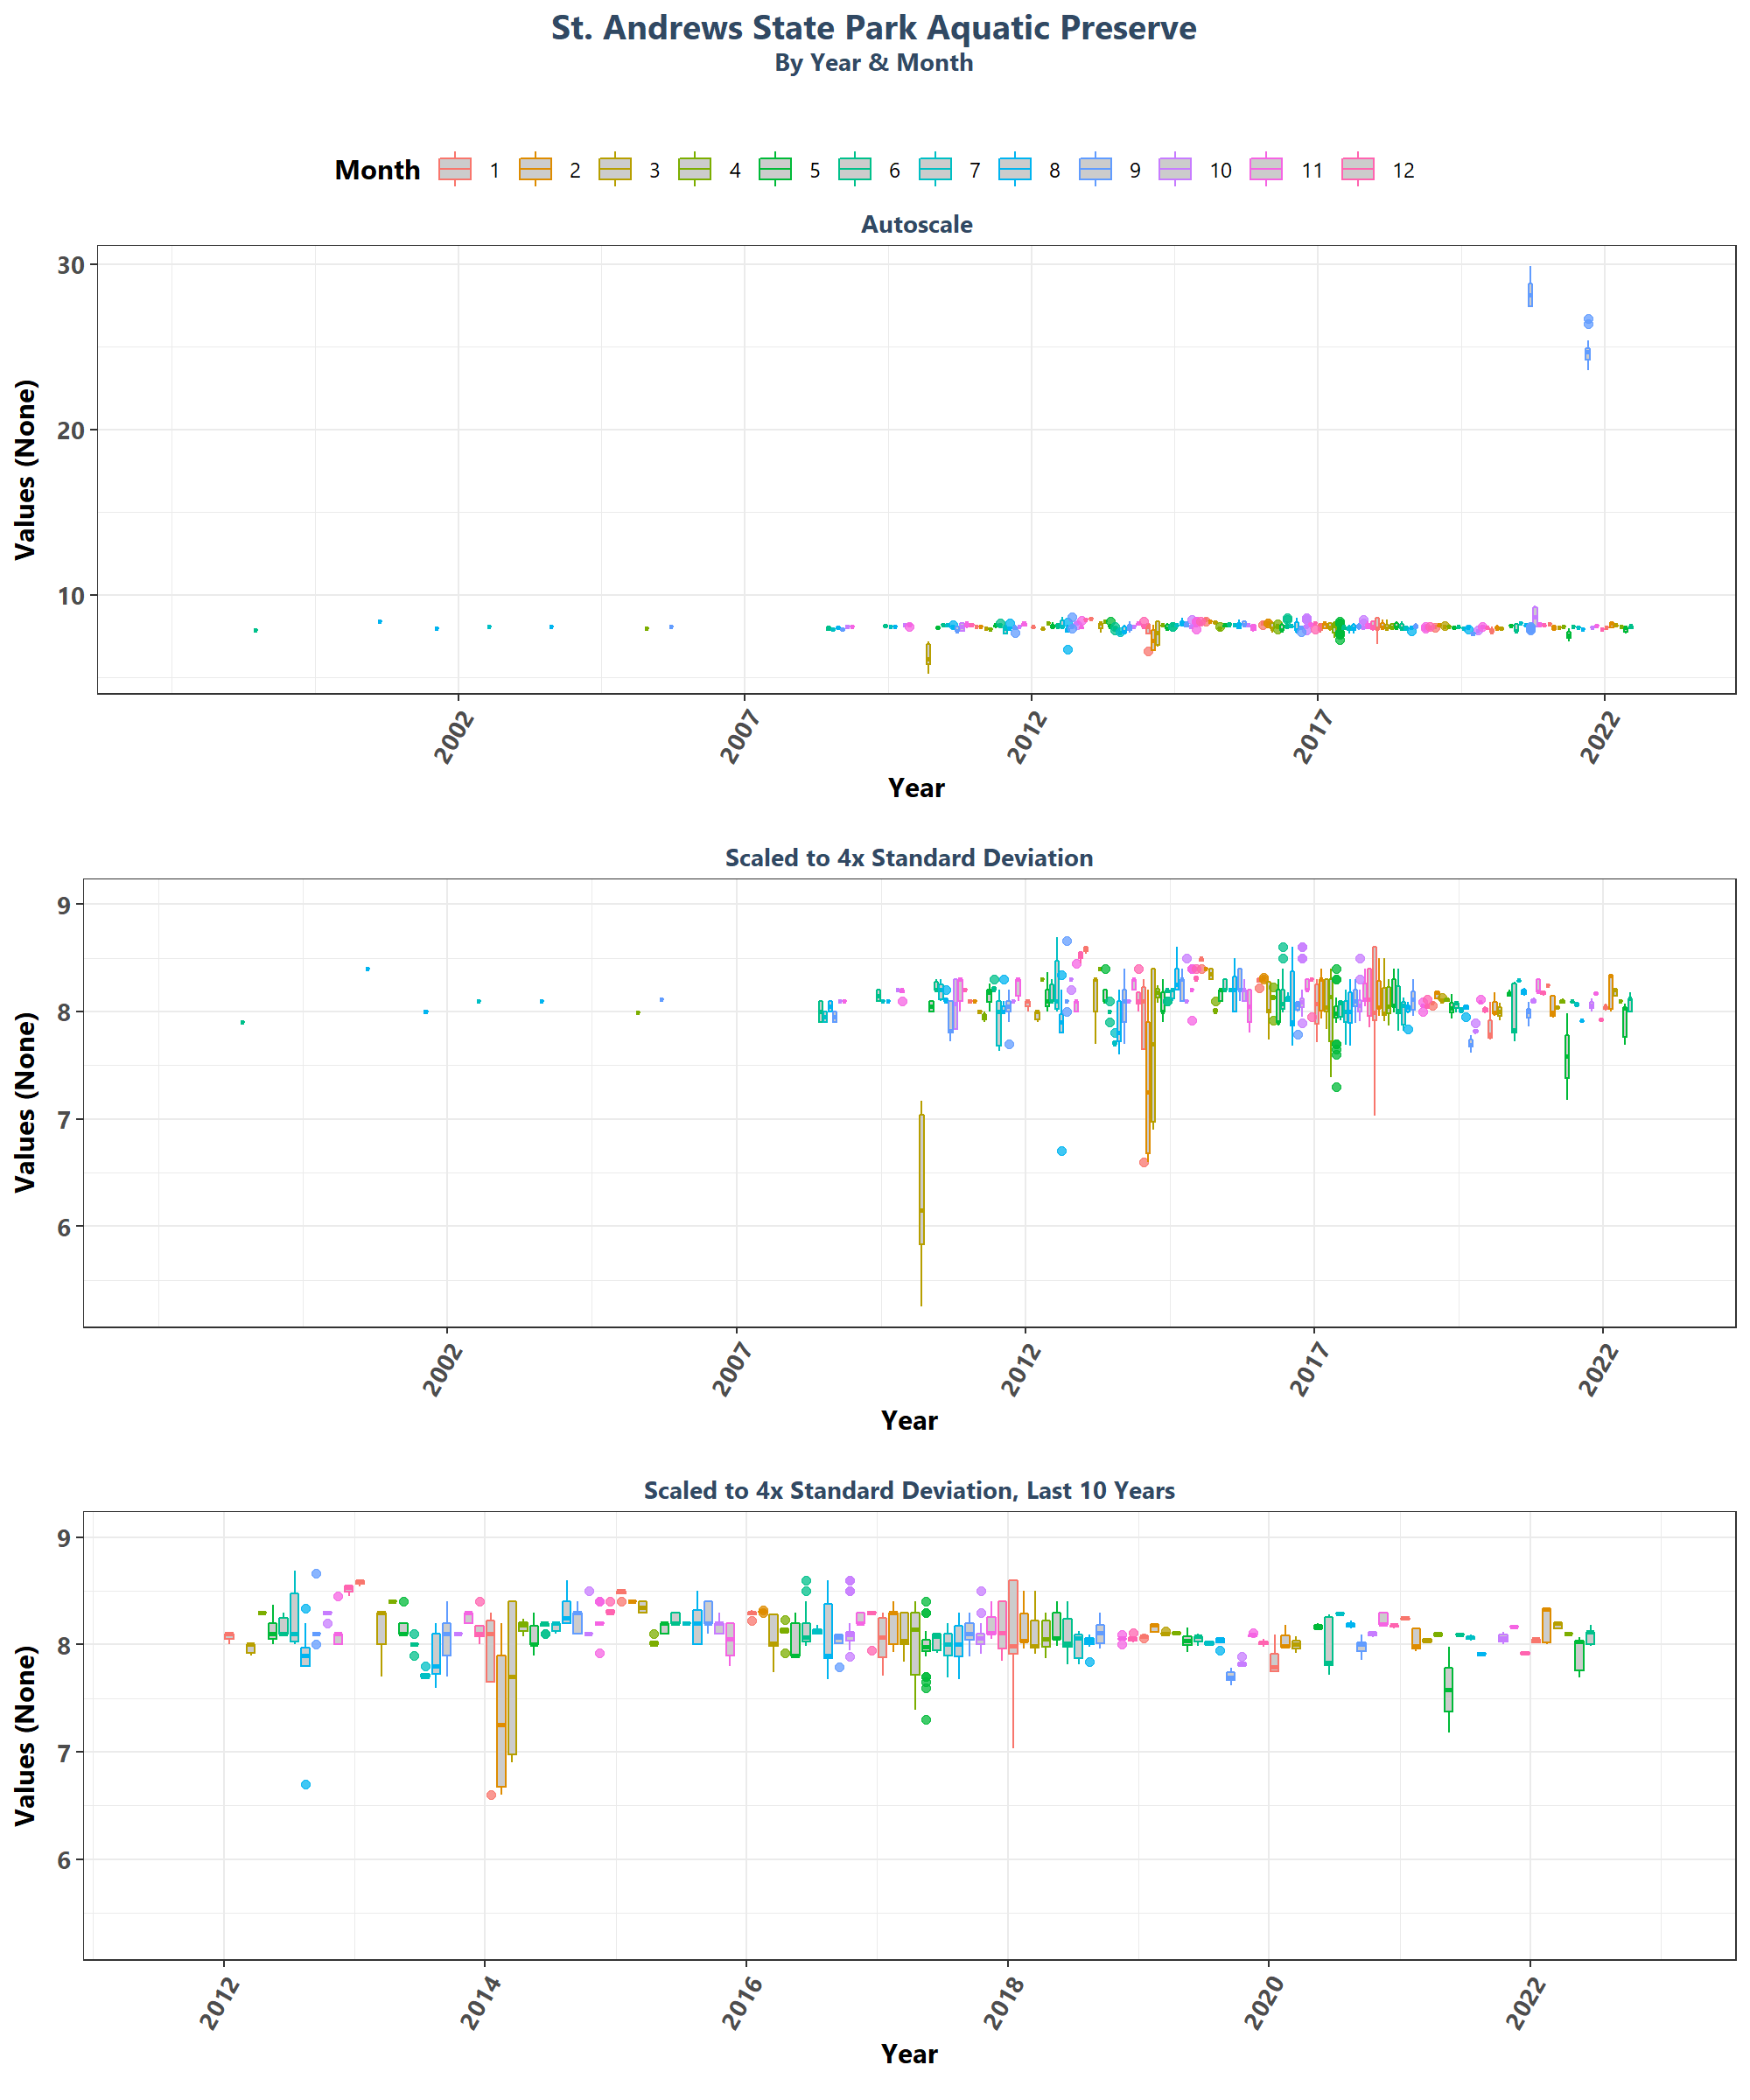 St. Andrews State Park Aquatic Preserve
By Year & Month
Month 1 2 3 4 5 6 7 8 9 10 11 12
Autoscale
Values (None)
30
20
10
2002 2007 2012 2017 2022
Year
Scaled to 4x Standard Deviation
Values (None)
9
8
7
6
2002 2007 2012 2017 2022
Year
Scaled to 4x Standard Deviation, Last 10 Years
Values (None)
9
8
7
6
2012 2014 2016 2018 2020 2022
Year